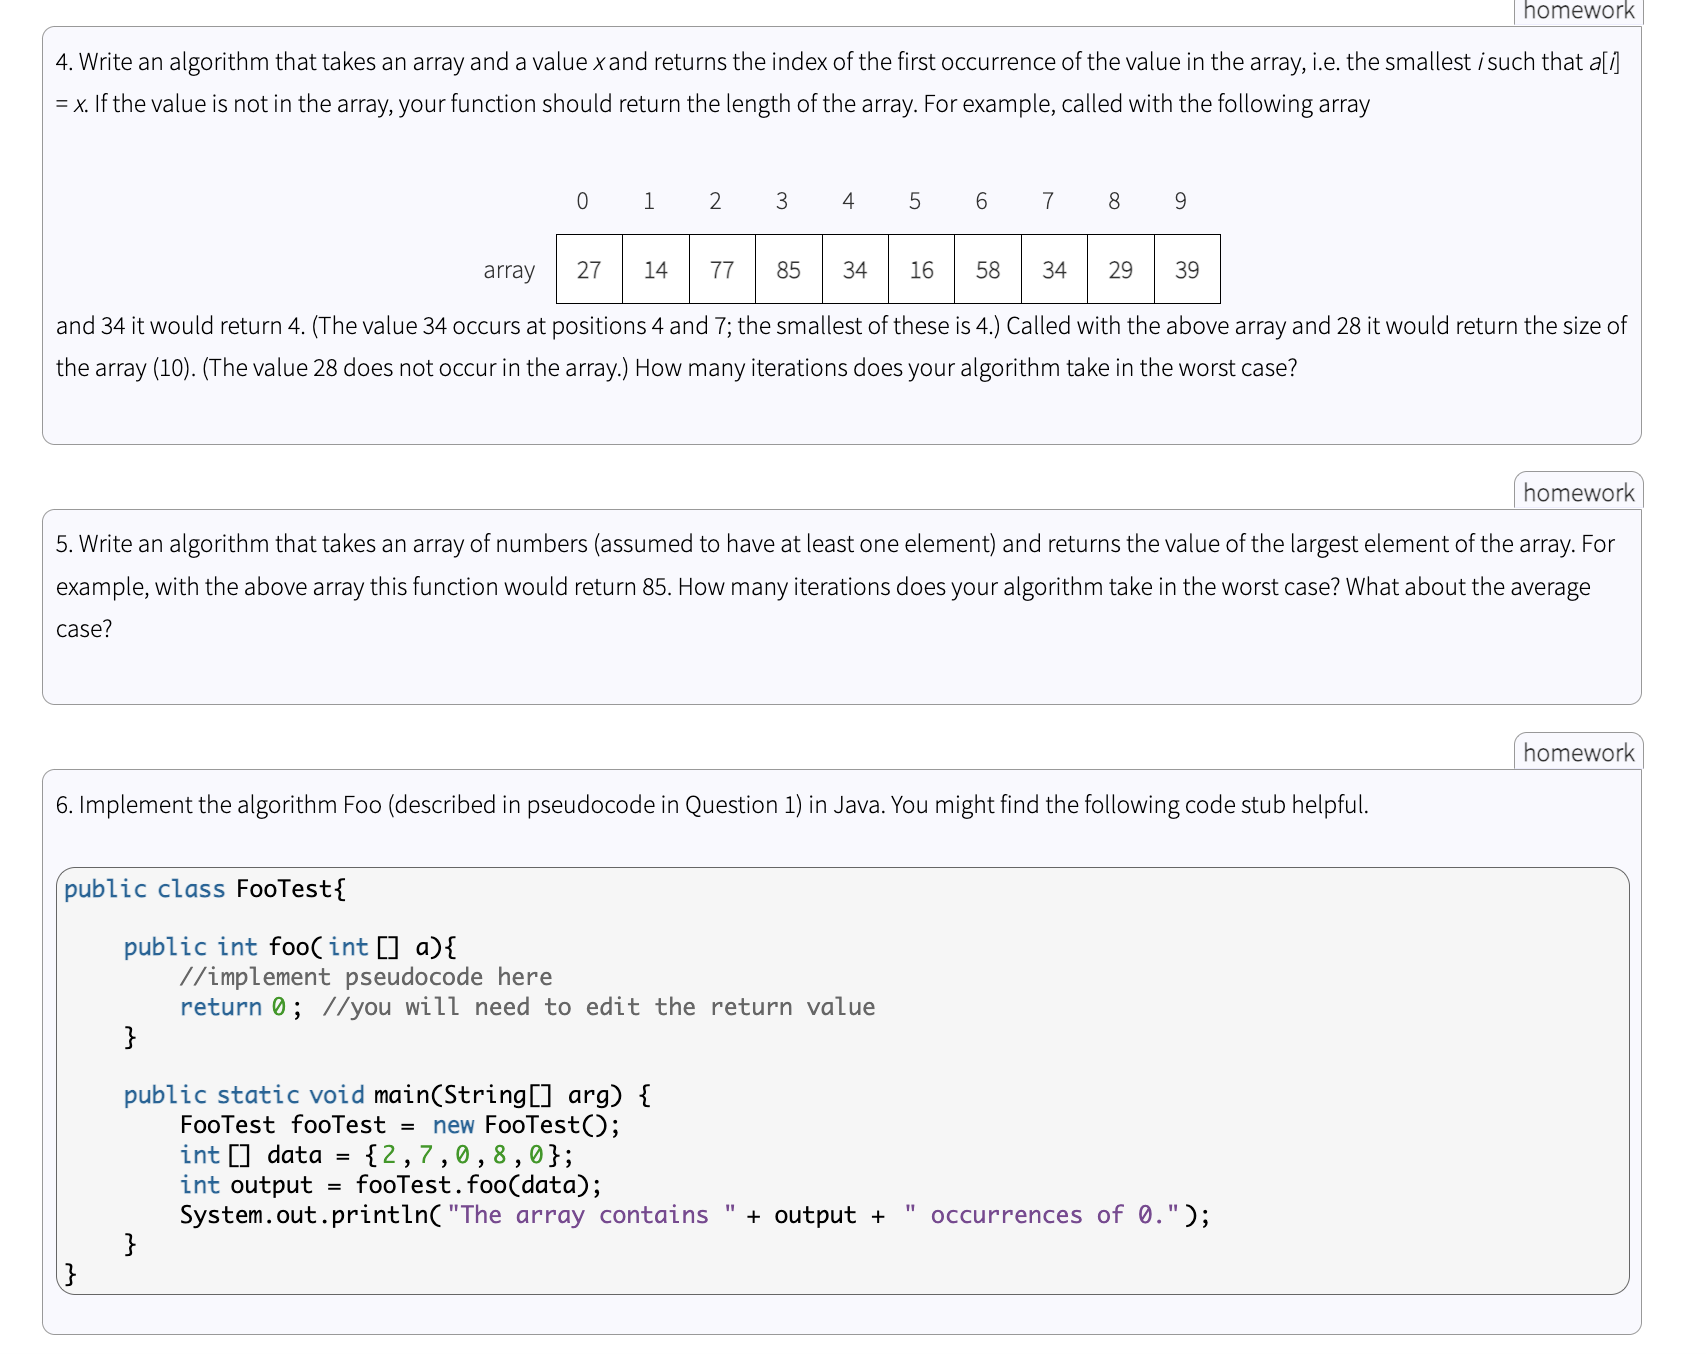 homework
4. Write an algorithm that takes an array and a value x and returns the index of the first occurrence of the value in the array, i.e. the smallest i such that a[i]
= x. If the value is not in the array, your function should return the length of the array. For example, called with the following array
0 1 2 3 4 5 6 7 8 9
array 27 14 77 85 34 16 58 34 29 39
and 34 it would return 4. (The value 34 occurs at positions 4 and 7; the smallest of these is 4.) Called with the above array and 28 it would return the size of
the array (10). (The value 28 does not occur in the array.) How many iterations does your algorithm take in the worst case?
homework
5. Write an algorithm that takes an array of numbers (assumed to have at least one element) and returns the value of the largest element of the array. For
example, with the above array this function would return 85. How many iterations does your algorithm take in the worst case? What about the average
case?
homework
6. Implement the algorithm Foo (described in pseudocode in Question 1) in Java. You might find the following code stub helpful.
public class FooTest{
public int foo(int[] a){
//implement pseudocode here
return 0; //you will need to edit the return value
}
public static void main(String[] arg) {
FooTest fooTest = new FooTest();
int[] data = {2,7,0,8,0};
int output = fooTest.foo(data);
System.out.println("The array contains " + output + " occurrences of 0.");
}
}